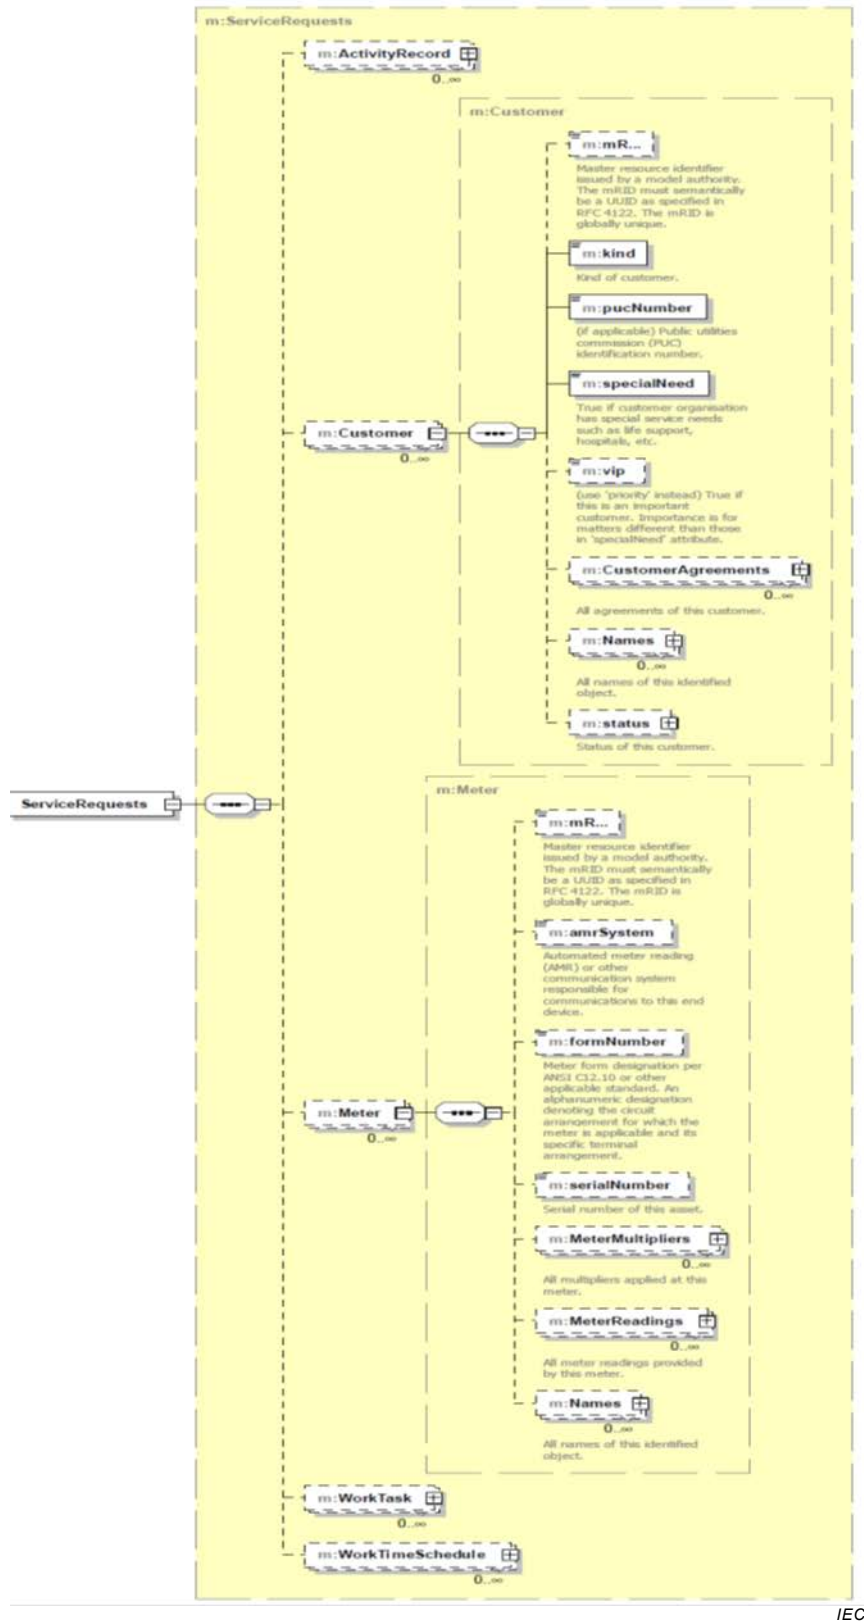 m:ServiceRequests
m:ActivityRecord
0..∞
m:Customer
m:mR...
Master resource identifier
issued by a model authority.
The mRID must semantically
be a UUID as specified in
RFC 4122. The mRID is
globally unique.
m:kind
Kind of customer.
m:pucNumber
(if applicable) Public utilities
commission (PUC)
identification number.
m:specialNeed
True if customer organisation
has special service needs
such as life support,
hospitals, etc.
m:Customer
0..∞
m:vip
(use 'priority' instead) True if
this is an important
customer. Importance is for
matters different than those
in 'specialNeed' attribute.
m:CustomerAgreements
0..∞
All agreements of this customer.
m:Names
0..∞
All names of this identified
object.
m:status
Status of this customer.
ServiceRequests
m:Meter
m:mR...
Master resource identifier
issued by a model authority.
The mRID must semantically
be a UUID as specified in
RFC 4122. The mRID is
globally unique.
m:amrSystem
Automated meter reading
(AMR) or other
communication system
responsible for
communications to this end
device.
m:formNumber
Meter form designation per
ANSI C12.10 or other
applicable standard. An
alphanumeric designation
denoting the circuit
arrangement for which the
meter is applicable and its
specific terminal
arrangement.
m:Meter
0..∞
m:serialNumber
Serial number of this asset.
m:MeterMultipliers
0..∞
All multipliers applied at this
meter.
m:MeterReadings
0..∞
All meter readings provided
by this meter.
m:Names
0..∞
All names of this identified
object.
m:WorkTask
0..∞
m:WorkTimeSchedule
0..∞
IEC